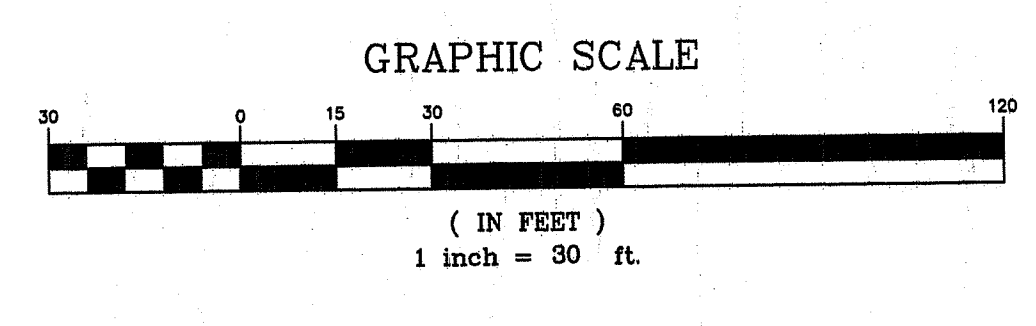 GRAPHIC SCALE
30 0 15 30 60 120
( IN FEET )
1 inch = 30 ft.